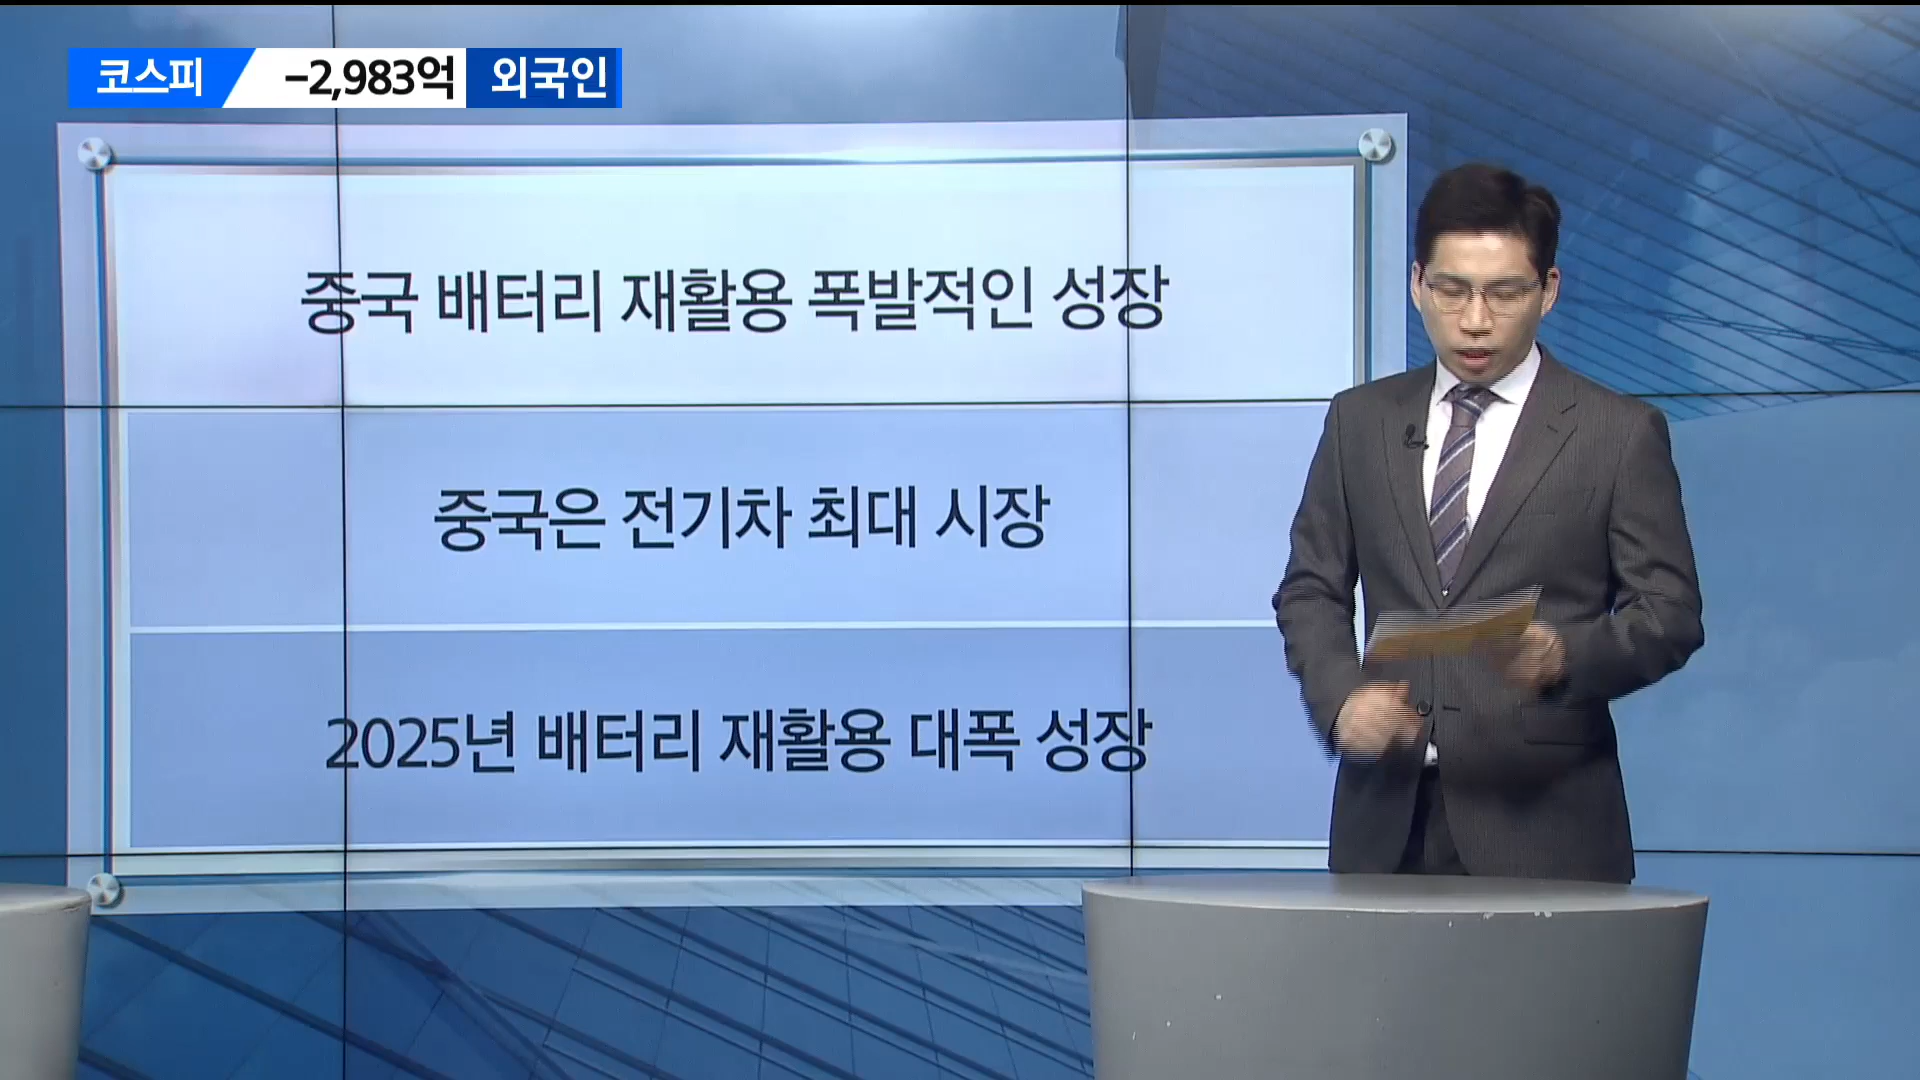 코스피 -2,983억 외국인
중국 배터리 재활용 폭발적인 성장
중국은 전기차 최대 시장
2025년 배터리 재활용 대폭 성장